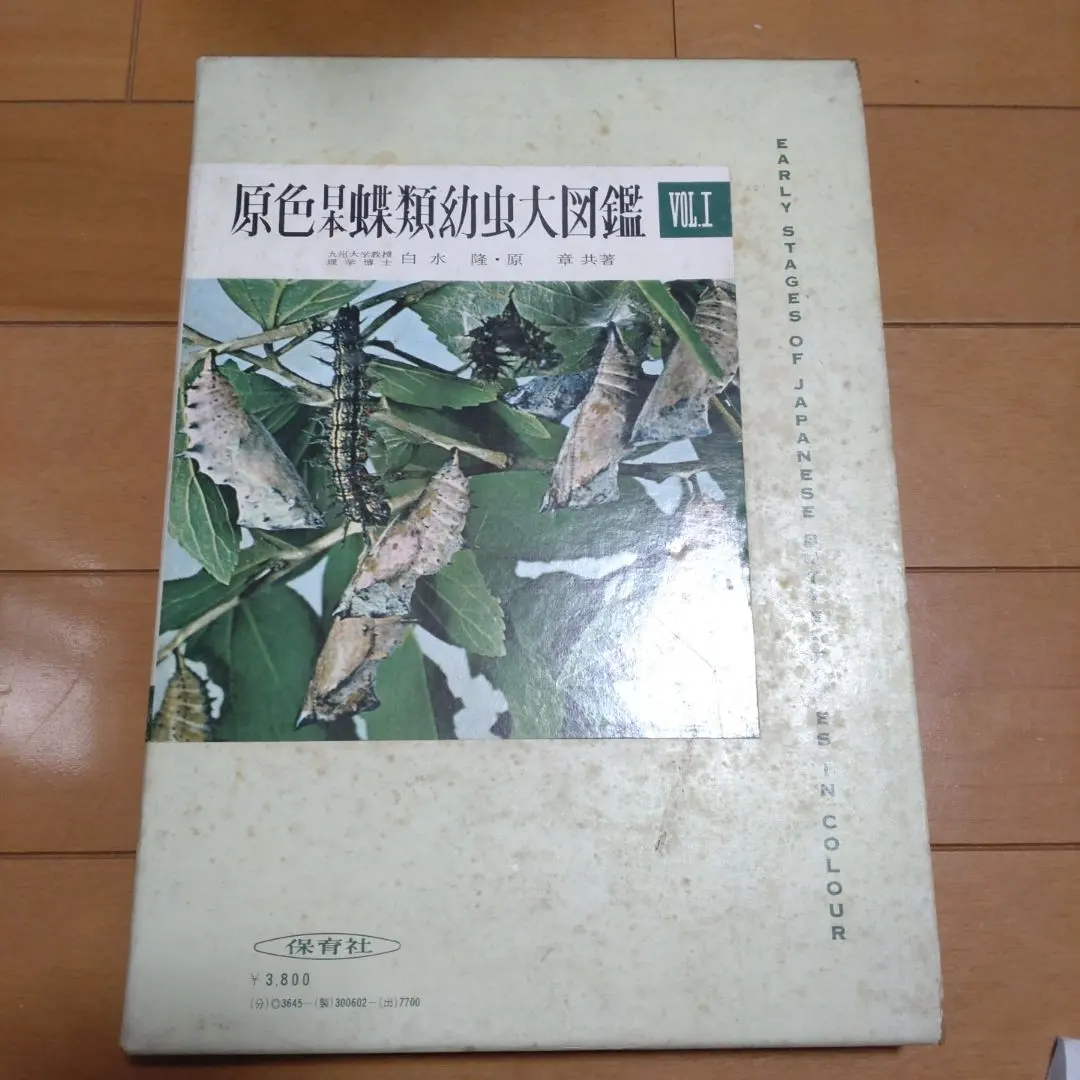 原色日本蝶類幼虫大図鑑 VOL.I
九州大学教授
理学博士 白水 隆・原 章 共著
EARLY STAGES OF JAPANESE BUTTERFLIES IN COLOUR
保育社
¥3,800
(分)◎3645―(製)300602―(出)7700